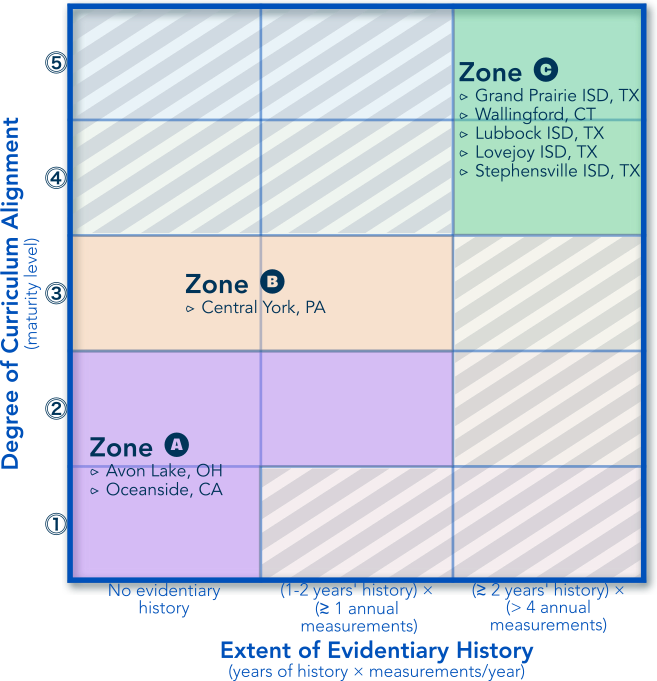 Degree of Curriculum Alignment
(maturity level)
5
4
3
2
1
Zone C
▹ Grand Prairie ISD, TX
▹ Wallingford, CT
▹ Lubbock ISD, TX
▹ Lovejoy ISD, TX
▹ Stephensville ISD, TX
Zone B
▹ Central York, PA
Zone A
▹ Avon Lake, OH
▹ Oceanside, CA
No evidentiary
history
(1-2 years' history) ×
(≥ 1 annual
measurements)
(≥ 2 years' history) ×
(> 4 annual
measurements)
Extent of Evidentiary History
(years of history × measurements/year)